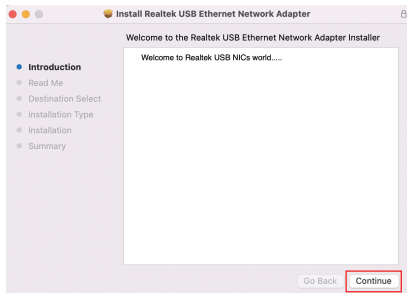 Install Realtek USB Ethernet Network Adapter
Welcome to the Realtek USB Ethernet Network Adapter Installer
Introduction
Read Me
Destination Select
Installation Type
Installation
Summary
Welcome to Realtek USB NICs world.....
Go Back
Continue